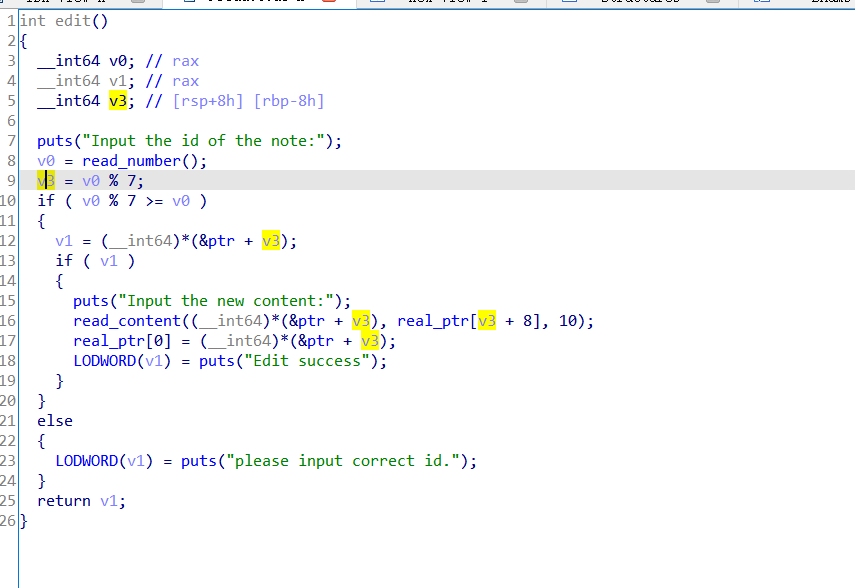 1 int edit()
2 {
3   __int64 v0; // rax
4   __int64 v1; // rax
5   __int64 v3; // [rsp+8h] [rbp-8h]
6
7   puts("Input the id of the note:");
8   v0 = read_number();
9   v3 = v0 % 7;
10   if ( v0 % 7 >= v0 )
11   {
12     v1 = (__int64)*(&ptr + v3);
13     if ( v1 )
14     {
15       puts("Input the new content:");
16       read_content((__int64)*(&ptr + v3), real_ptr[v3 + 8], 10);
17       real_ptr[0] = (__int64)*(&ptr + v3);
18       LODWORD(v1) = puts("Edit success");
19     }
20   }
21   else
22   {
23     LODWORD(v1) = puts("please input correct id.");
24   }
25   return v1;
26 }